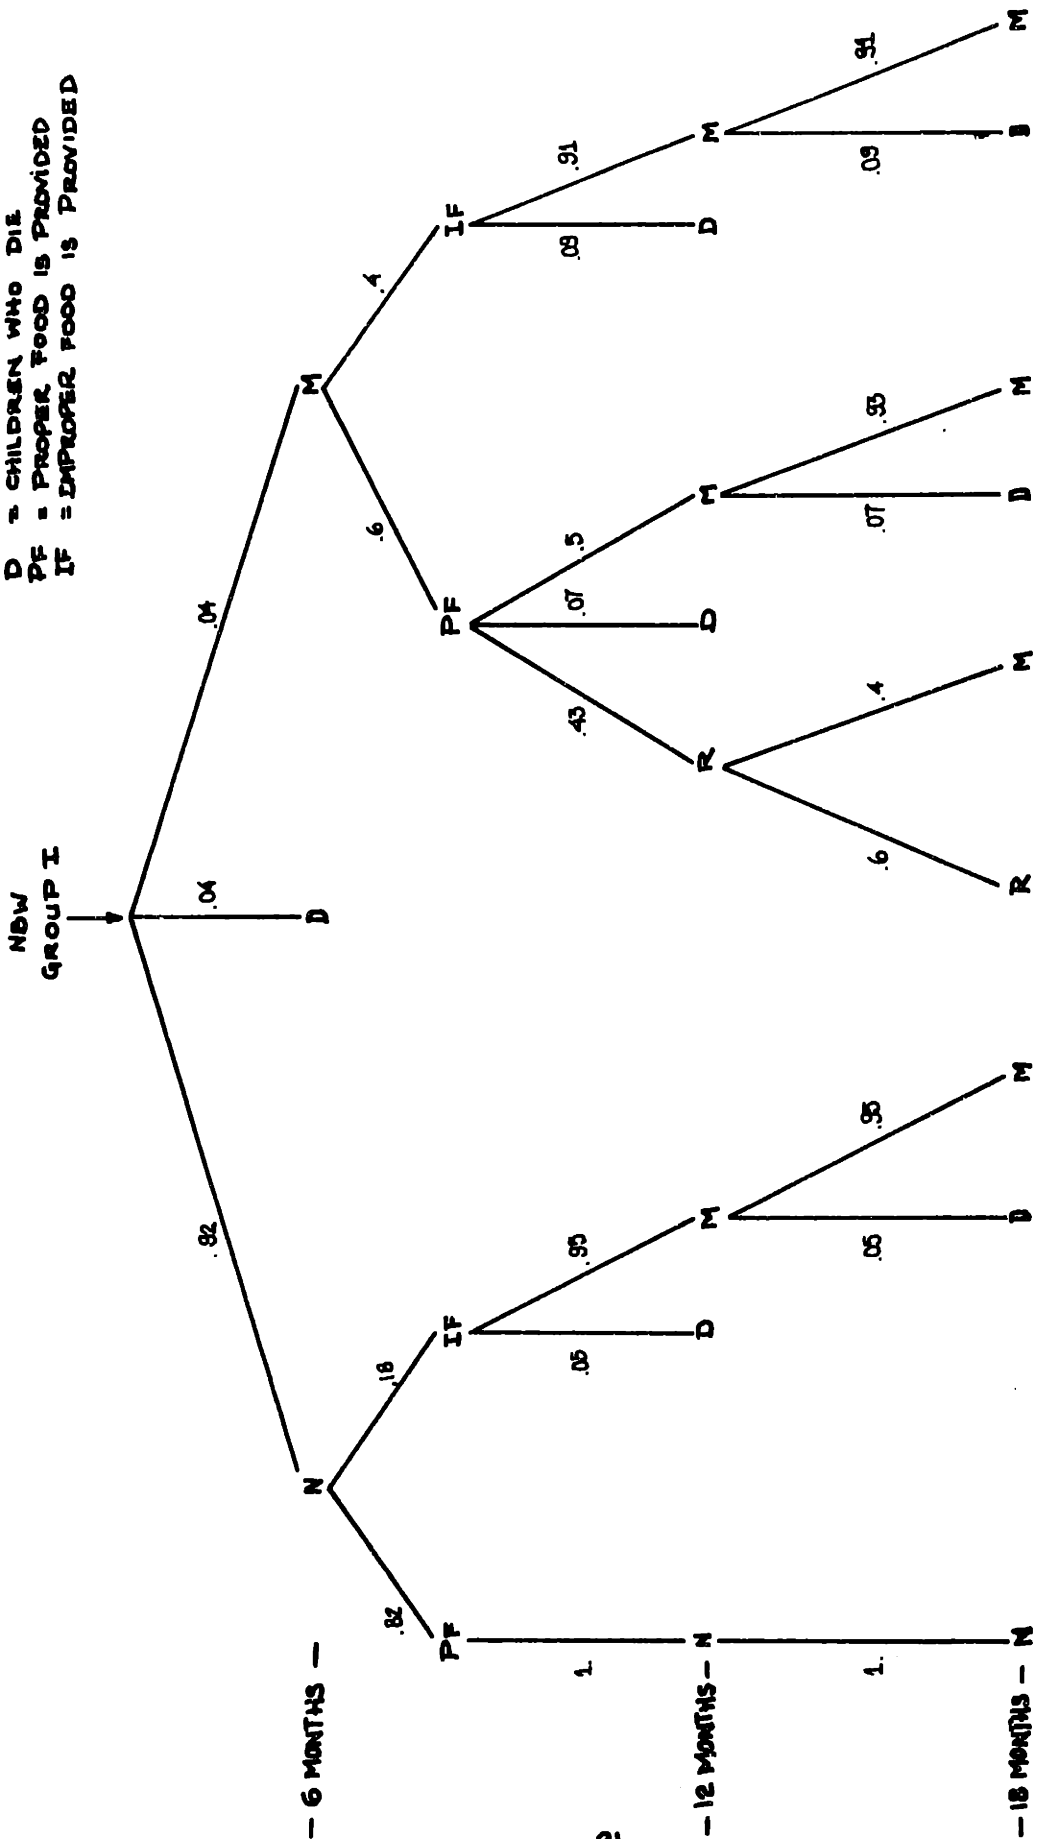 D = CHILDREN WHO DIE
PF = PROPER FOOD IS PROVIDED
IF = IMPROPER FOOD IS PROVIDED
NBW
GROUP I
.92
.04
.04
— 6 MONTHS —
N
D
M
.82
.18
.6
.4
PF
IF
PF
IF
1.
.05
.95
.43
.07
.5
.09
.91
— 12 MONTHS —
N
D
M
R
D
M
D
M
1.
.05
.95
.6
.4
.07
.93
.09
.91
— 18 MONTHS —
N
D
M
R
M
D
M
D
M